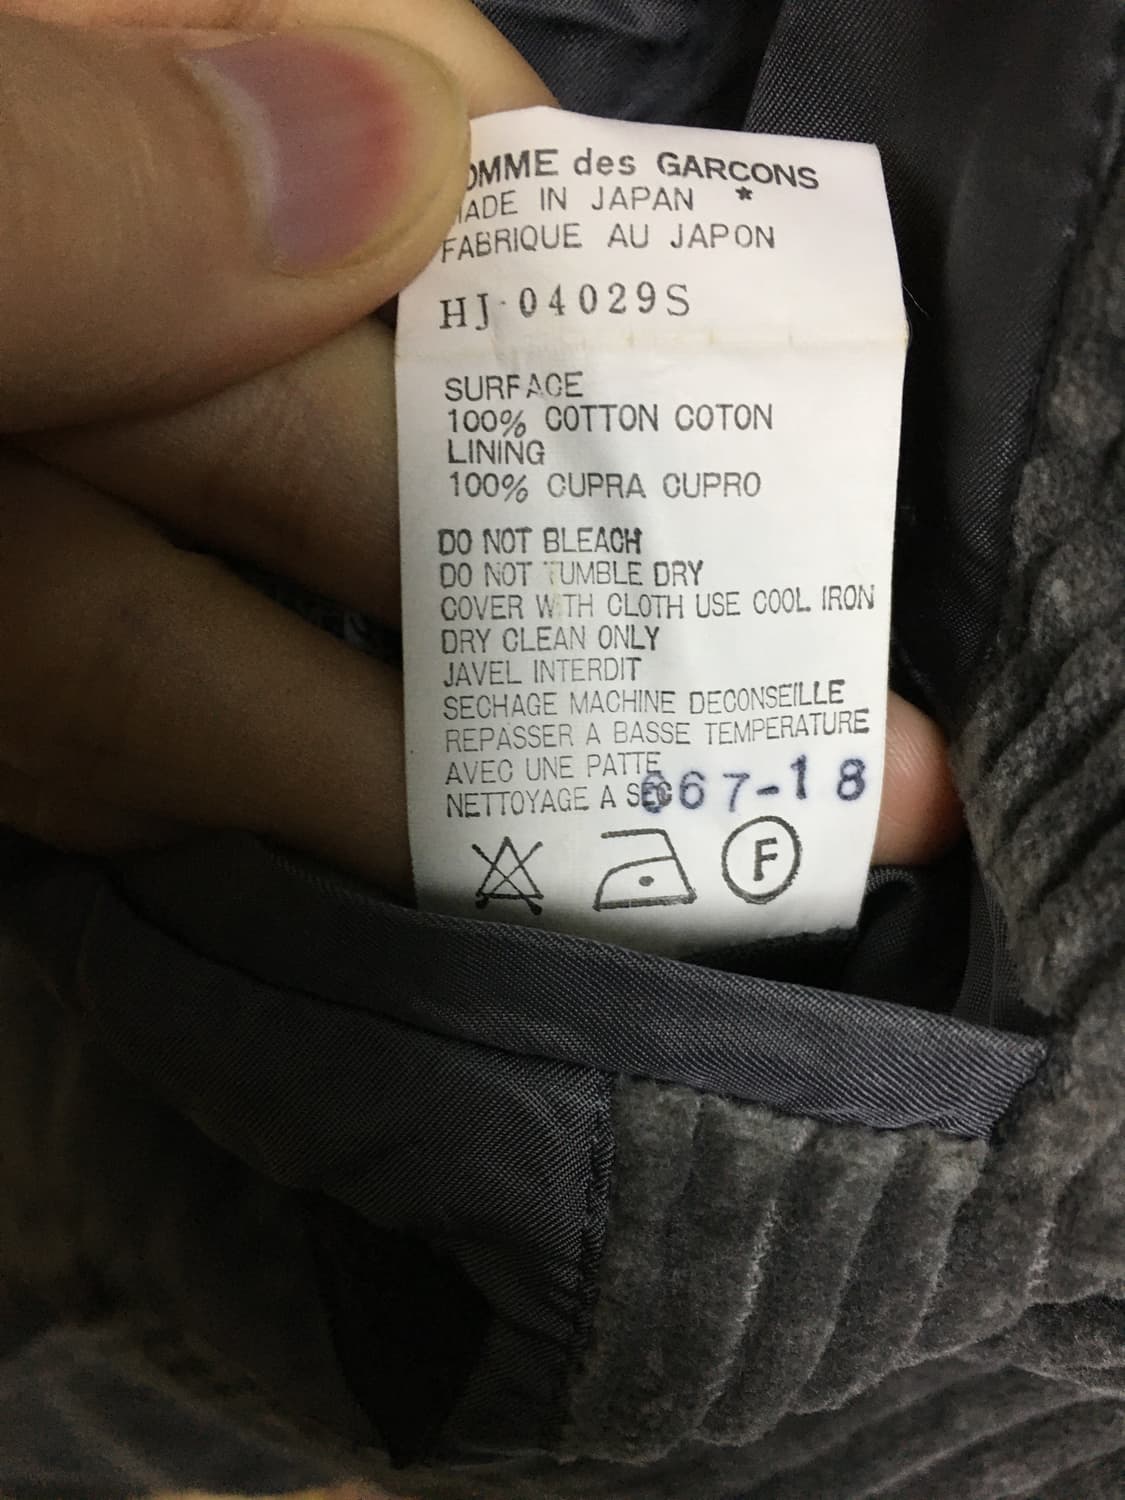 OMME des GARCONS
MADE IN JAPAN *
FABRIQUE AU JAPON
HJ-04029S
SURFACE
100% COTTON COTON
LINING
100% CUPRA CUPRO
DO NOT BLEACH
DO NOT TUMBLE DRY
COVER WITH CLOTH USE COOL IRON
DRY CLEAN ONLY
JAVEL INTERDIT
SECHAGE MACHINE DECONSEILLE
REPASSER A BASSE TEMPERATURE
AVEC UNE PATTE
NETTOYAGE A SEC 667-18
F